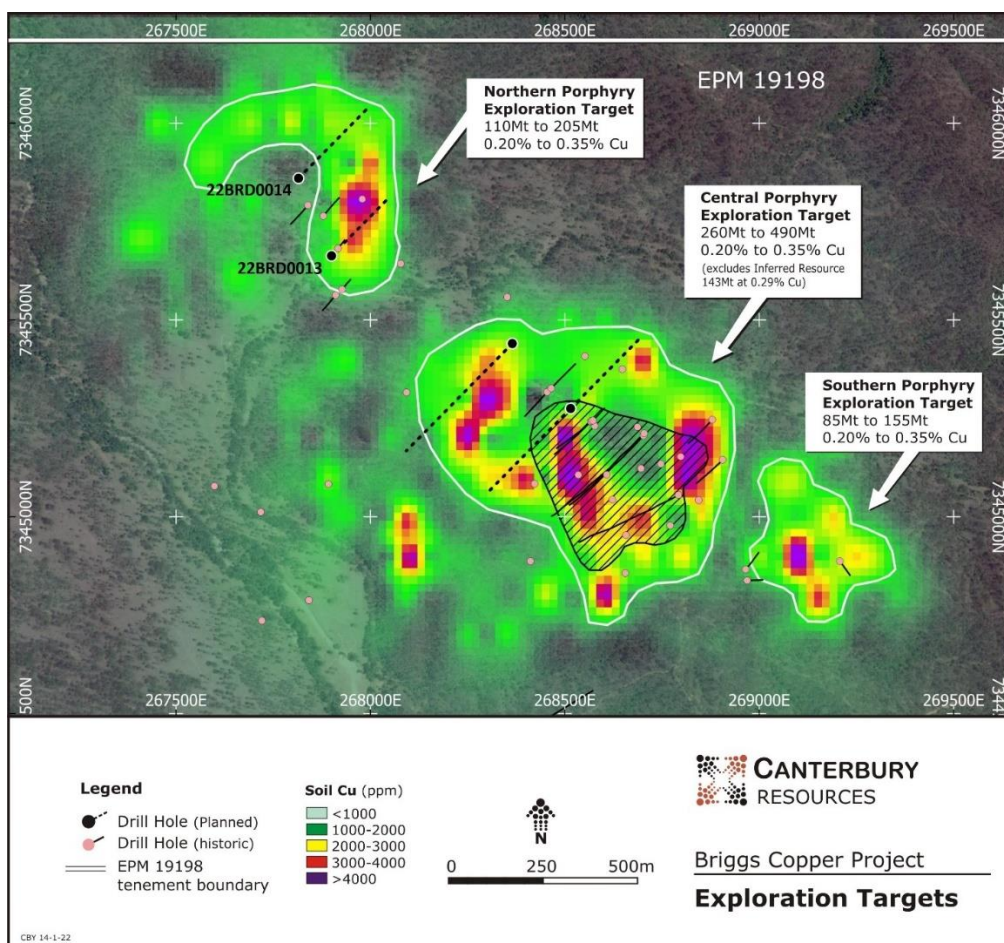 267500E 268000E 268500E 269000E 269500E
EPM 19198
Northern Porphyry
Exploration Target
110Mt to 205Mt
0.20% to 0.35% Cu
7346000N
7346000N
22BRD0014
Central Porphyry
Exploration Target
260Mt to 490Mt
0.20% to 0.35% Cu
(excludes Inferred Resource
143Mt at 0.29% Cu)
22BRD0013
7345500N
7345500N
Southern Porphyry
Exploration Target
85Mt to 155Mt
0.20% to 0.35% Cu
7345000N
7345000N
500N
7344
267500E 268000E 268500E 269000E 269500E
Legend
Drill Hole (Planned)
Drill Hole (historic)
EPM 19198
tenement boundary
Soil Cu (ppm)
<1000
1000-2000
2000-3000
3000-4000
>4000
N
0 250 500m
CANTERBURY
RESOURCES
Briggs Copper Project
Exploration Targets
CBY 14-1-22